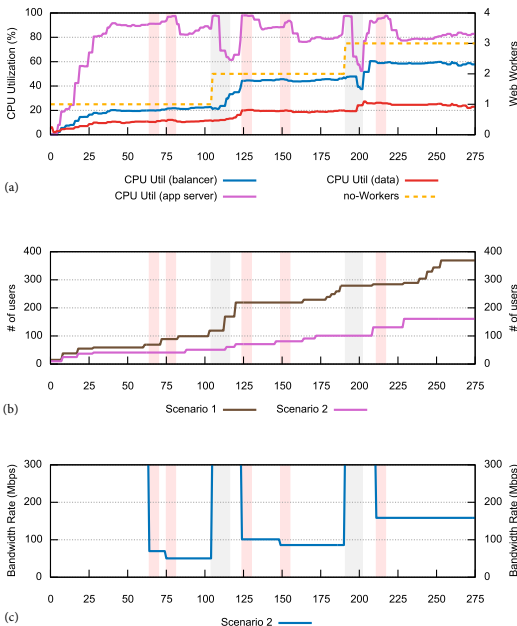 CPU Utilization (%)
100 80 60 40 20 0
4 3 2 1 0
Web Workers
0 25 50 75 100 125 150 175 200 225 250 275
(a)
CPU Util (balancer) CPU Util (data)
CPU Util (app server) no-Workers
# of users
400 300 200 100 0
400 300 200 100 0
# of users
0 25 50 75 100 125 150 175 200 225 250 275
(b)
Scenario 1 Scenario 2
Bandwidth Rate (Mbps)
300 200 100 0
300 200 100 0
Bandwidth Rate (Mbps)
0 25 50 75 100 125 150 175 200 225 250 275
(c)
Scenario 2